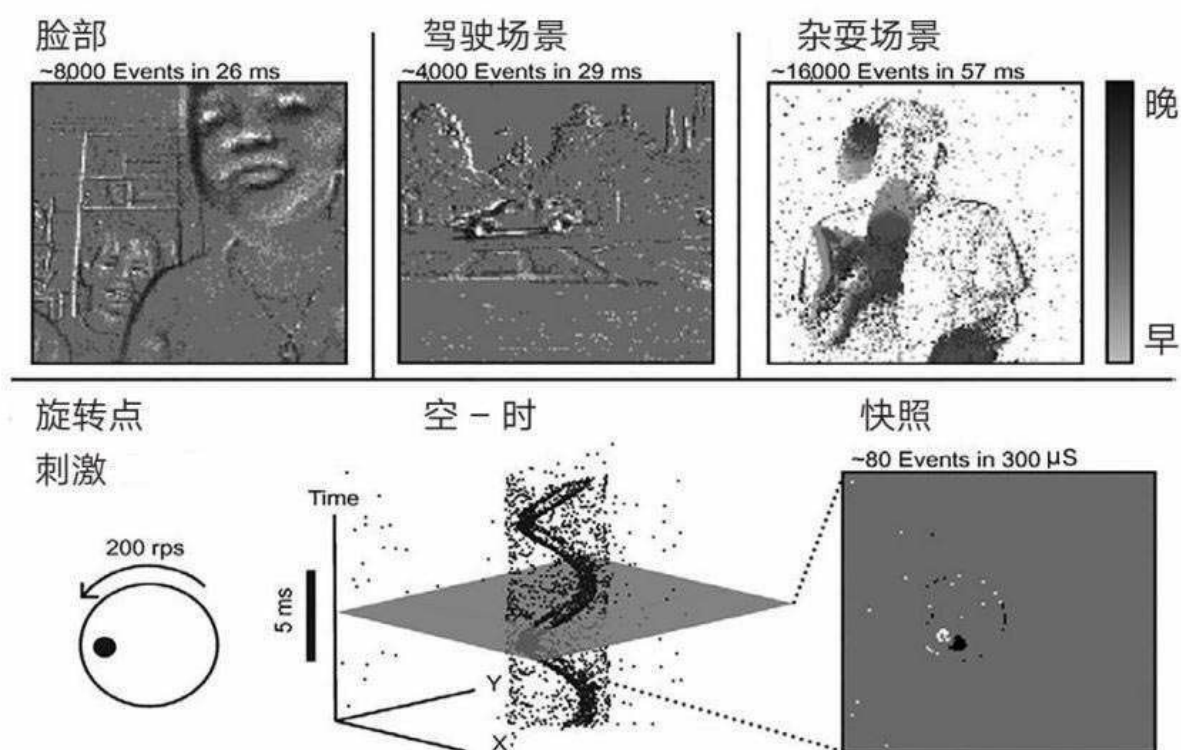 脸部
~8000 Events in 26 ms
驾驶场景
~4000 Events in 29 ms
杂耍场景
~16000 Events in 57 ms
晚
早
旋转点
刺激
200 rps
空－时
Time
5 ms
Y
X
快照
~80 Events in 300 μS